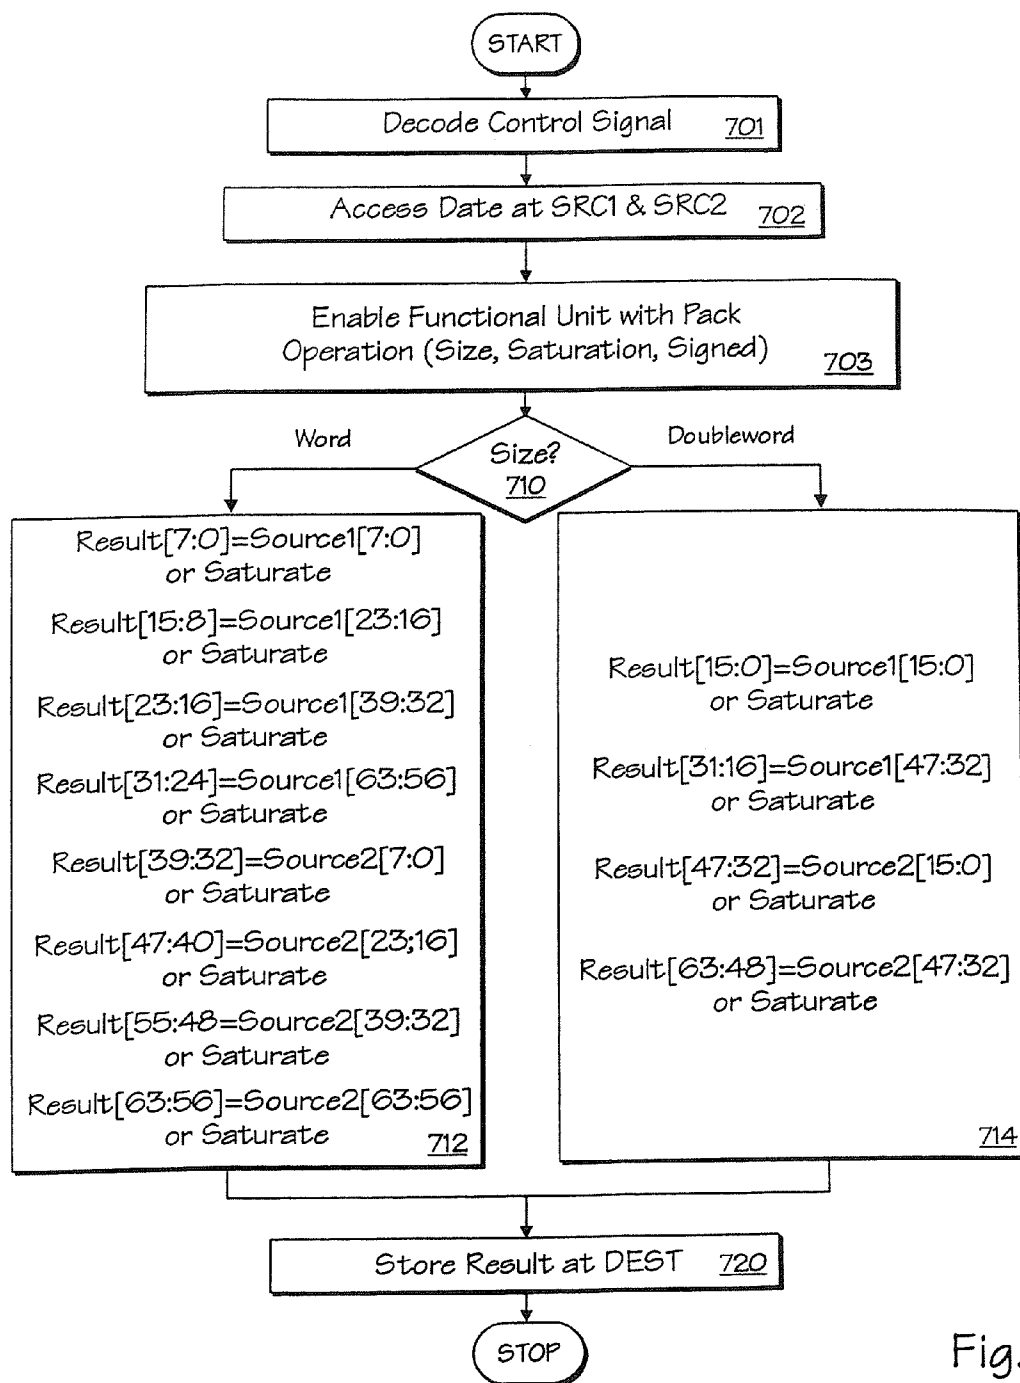 START
Decode Control Signal 701
Access Date at SRC1 & SRC2 702
Enable Functional Unit with Pack
Operation (Size, Saturation, Signed) 703
Word
Size?
710
Doubleword
Result[7:0]=Source1[7:0]
or Saturate
Result[15:8]=Source1[23:16]
or Saturate
Result[23:16]=Source1[39:32]
or Saturate
Result[31:24]=Source1[63:56]
or Saturate
Result[39:32]=Source2[7:0]
or Saturate
Result[47:40]=Source2[23;16]
or Saturate
Result[55:48=Source2[39:32]
or Saturate
Result[63:56]=Source2[63:56]
or Saturate
712
Result[15:0]=Source1[15:0]
or Saturate
Result[31:16]=Source1[47:32]
or Saturate
Result[47:32]=Source2[15:0]
or Saturate
Result[63:48]=Source2[47:32]
or Saturate
714
Store Result at DEST 720
STOP
Fig.